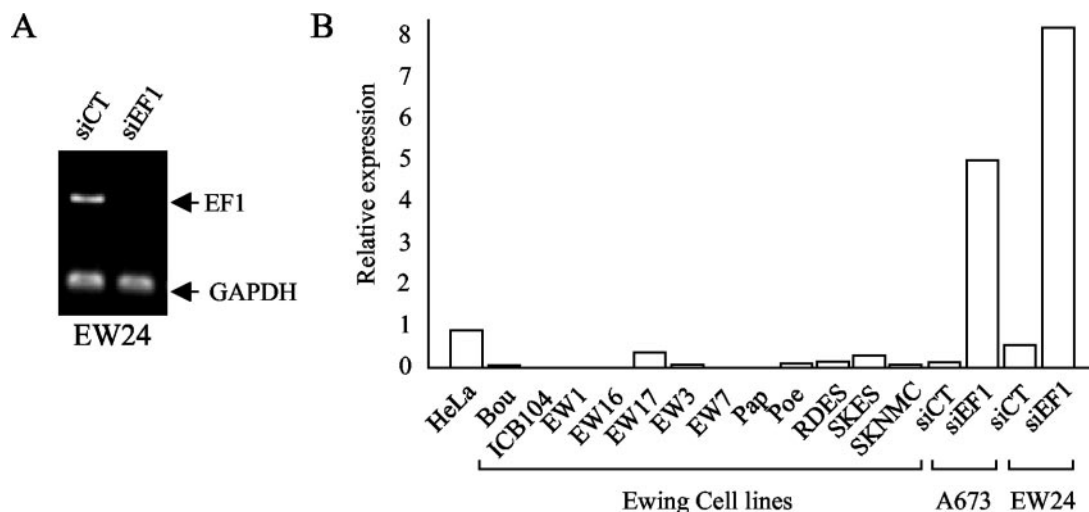 A
siCT siEF1
EF1
GAPDH
EW24
B
Relative expression
8
7
6
5
4
3
2
1
0
HeLa Bou ICB104 EW1 EW16 EW17 EW3 EW7 Pap Poe RDES SKES SKNMC siCT siEF1 siCT siEF1
Ewing Cell lines A673 EW24